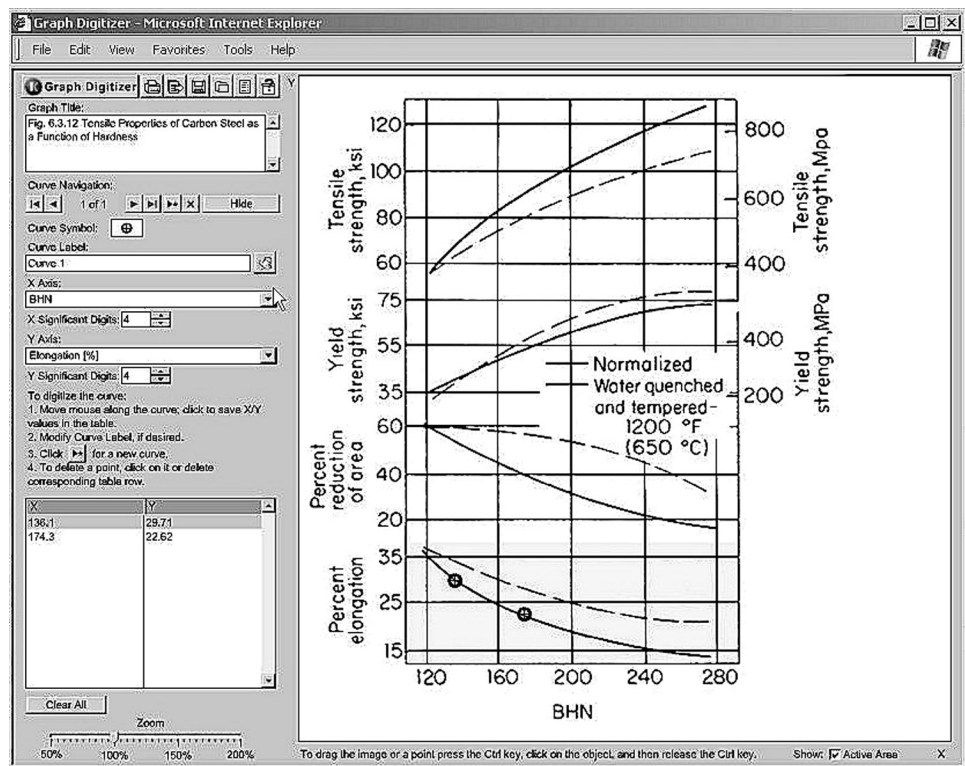 Graph Digitizer - Microsoft Internet Explorer
File Edit View Favorites Tools Help
Graph Digitizer
Y
Graph Title:
Fig. 6.3.12 Tensile Properties of Carbon Steel as
a Function of Hardness
Curve Navigation:
1 of 1
Hide
Curve Symbol:
Curve Label:
Curve 1
X Axis:
BHN
X Significant Digits: 4
Y Axis:
Elongation [%]
Y Significant Digits: 4
To digitize the curve:
1. Move mouse along the curve; click to save X/Y
values in the table.
2. Modify Curve Label, if desired.
3. Click for a new curve.
4. To delete a point, click on it or delete
corresponding table row.
X Y
136.1 29.71
174.3 22.62
Clear All
Zoom
50% 100% 150% 200%
Tensile
strength, ksi
120
100
80
60
800
600
400
Tensile
strength, Mpa
Yield
strength, ksi
75
55
35
400
200
Yield
strength, MPa
Normalized
Water quenched
and tempered-
1200 °F
(650 °C)
Percent
reduction
of area
60
40
20
Percent
elongation
35
25
15
120 160 200 240 280
BHN
To drag the image or a point press the Ctrl key, click on the object, and then release the Ctrl key.
Show: Active Area X